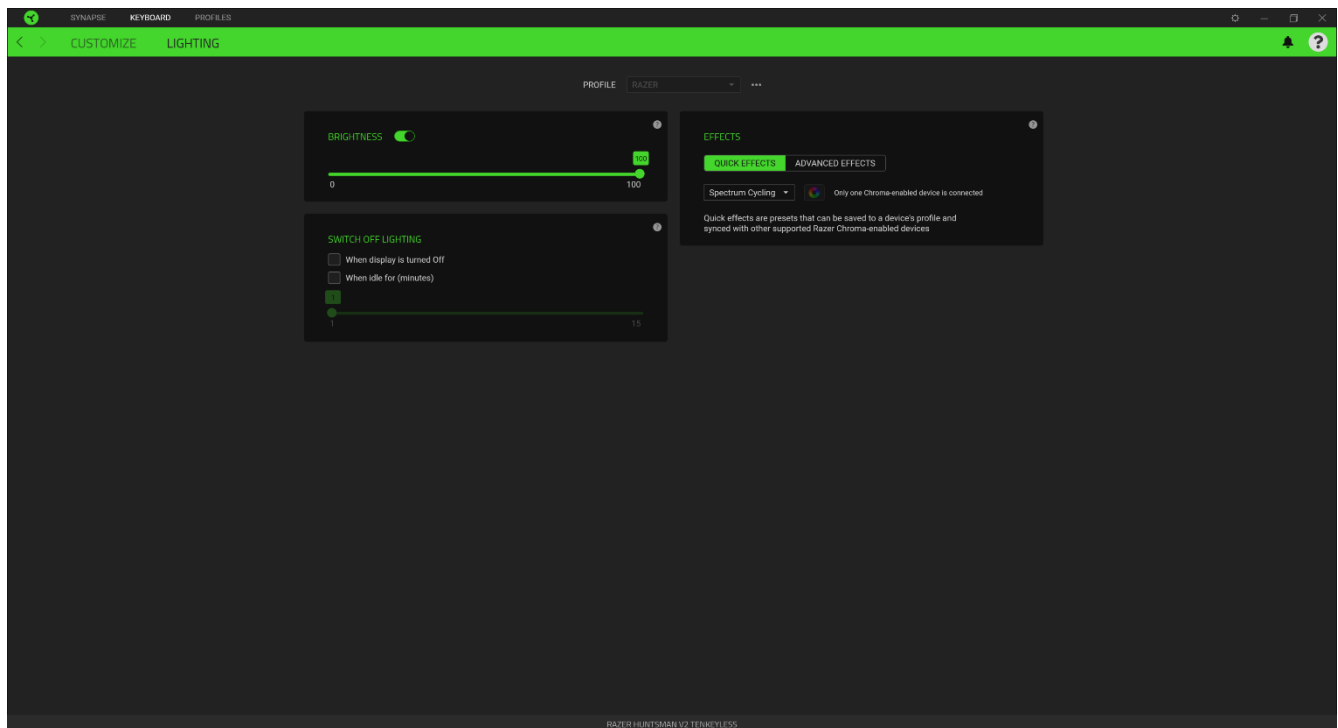 SYNAPSE KEYBOARD PROFILES
CUSTOMIZE LIGHTING
?
PROFILE RAZER
BRIGHTNESS
?
100
0 100
SWITCH OFF LIGHTING
?
When display is turned Off
When idle for (minutes)
1
1 15
EFFECTS
?
QUICK EFFECTS ADVANCED EFFECTS
Spectrum Cycling Only one Chroma-enabled device is connected
Quick effects are presets that can be saved to a device's profile and
synced with other supported Razer Chroma-enabled devices
RAZER HUNTSMAN V2 TENKEYLESS